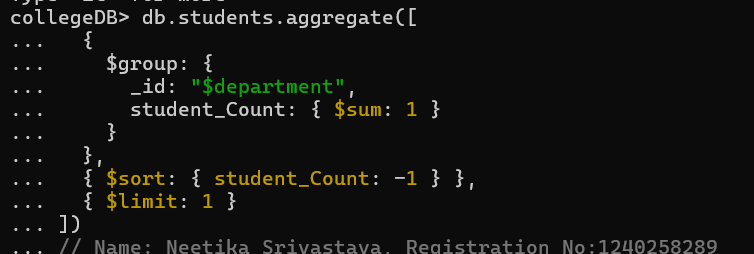 collegeDB> db.students.aggregate([
...   {
...     $group: {
...       _id: "$department",
...       student_Count: { $sum: 1 }
...     }
...   },
...   { $sort: { student_Count: -1 } },
...   { $limit: 1 }
... ])
... // Name: Neetika Srivastava, Registration No:1240258289